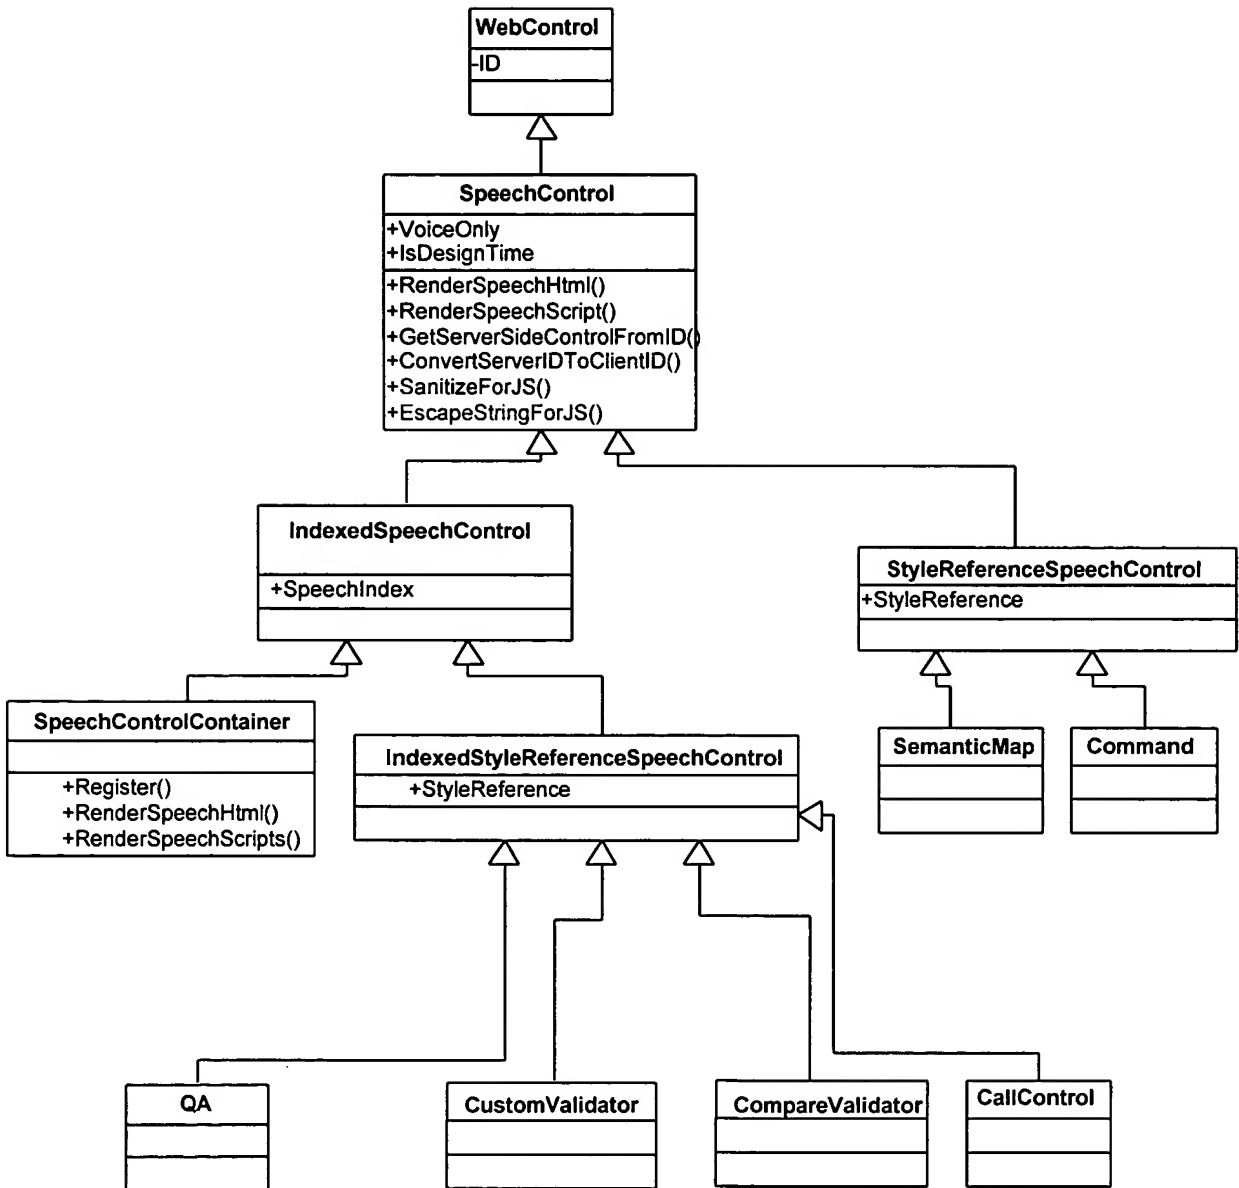 WebControl
-ID
SpeechControl
+VoiceOnly
+IsDesignTime
+RenderSpeechHtml()
+RenderSpeechScript()
+GetServerSideControlFromID()
+ConvertServerIDToClientID()
+SanitizeForJS()
+EscapeStringForJS()
IndexedSpeechControl
+SpeechIndex
StyleReferenceSpeechControl
+StyleReference
SpeechControlContainer
+Register()
+RenderSpeechHtml()
+RenderSpeechScripts()
IndexedStyleReferenceSpeechControl
+StyleReference
SemanticMap
Command
QA
CustomValidator
CompareValidator
CallControl